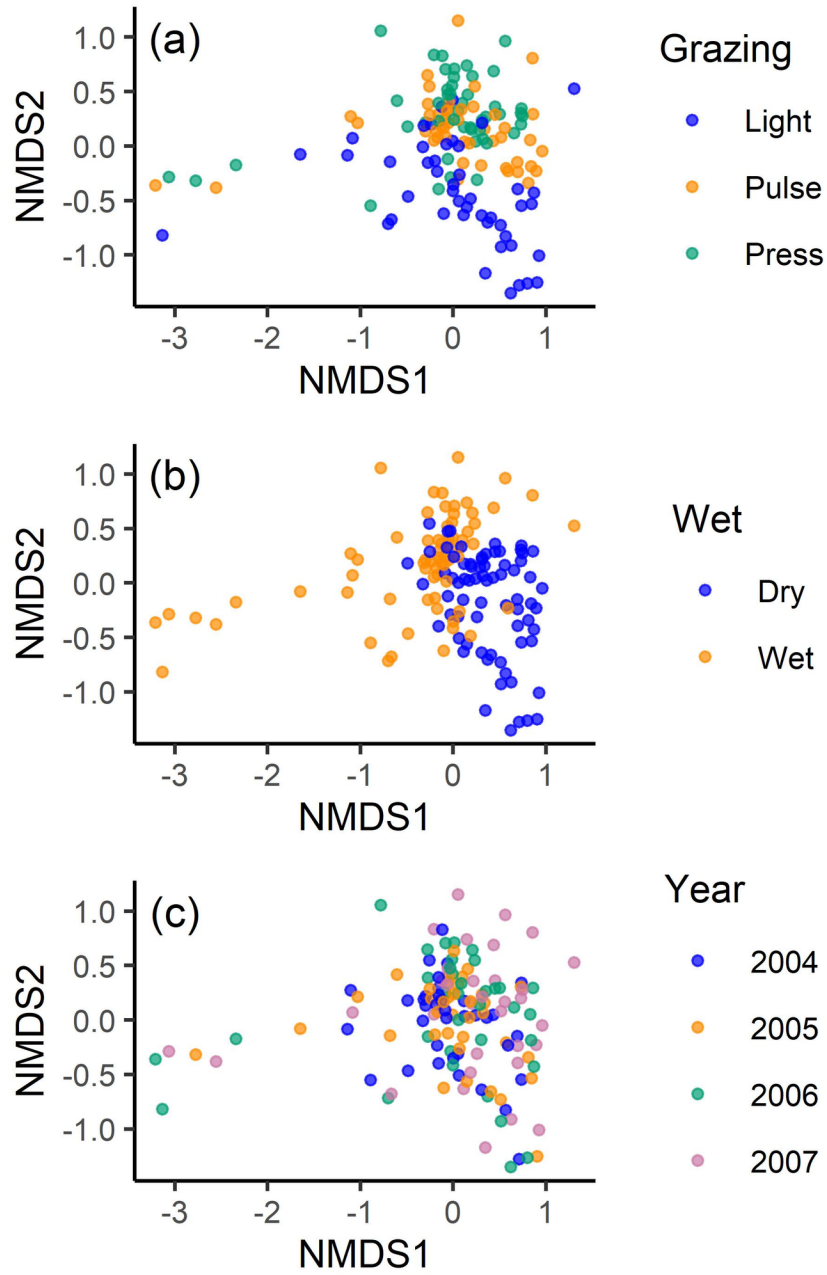 (a)
1.0
0.5
0.0
-0.5
-1.0
NMDS2
-3 -2 -1 0 1
NMDS1
Grazing
Light
Pulse
Press
(b)
1.0
0.5
0.0
-0.5
-1.0
NMDS2
-3 -2 -1 0 1
NMDS1
Wet
Dry
Wet
(c)
1.0
0.5
0.0
-0.5
-1.0
NMDS2
-3 -2 -1 0 1
NMDS1
Year
2004
2005
2006
2007